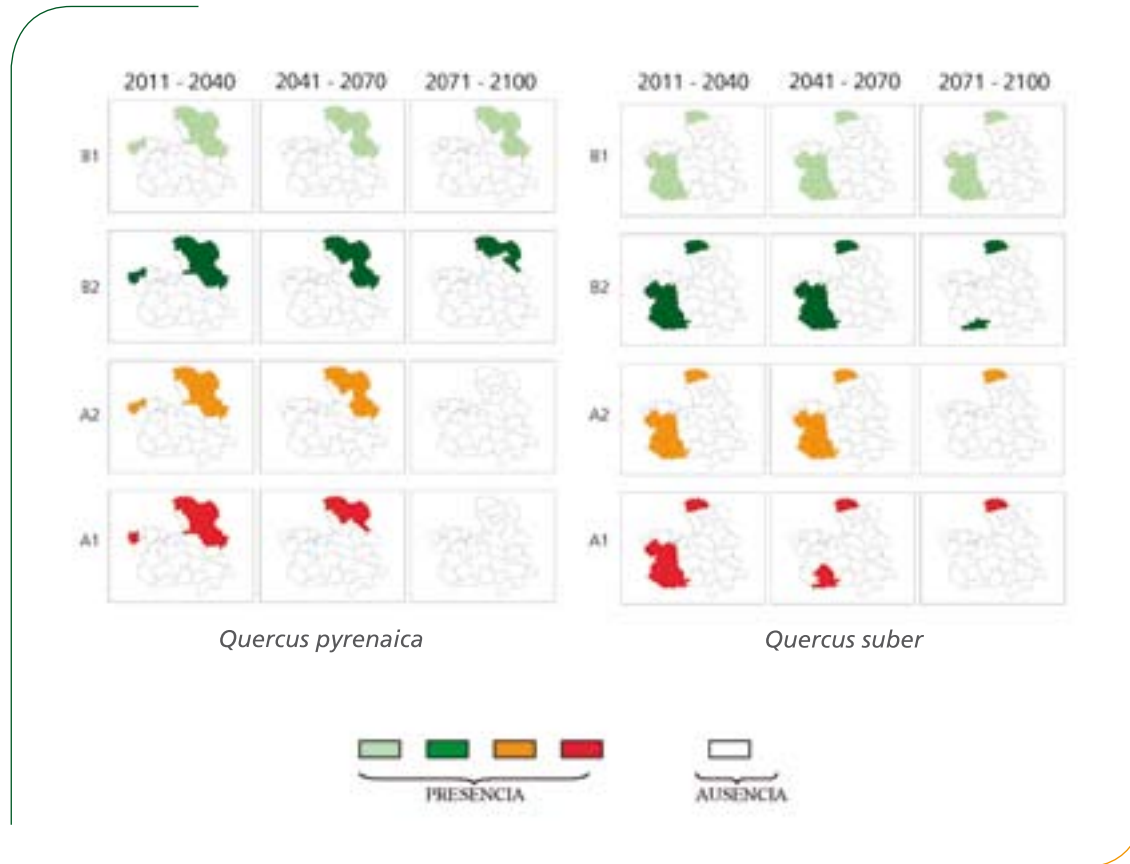 2011 - 2040 2041 - 2070 2071 - 2100
B1
B2
A2
A1
Quercus pyrenaica
2011 - 2040 2041 - 2070 2071 - 2100
B1
B2
A2
A1
Quercus suber
PRESENCIA AUSENCIA